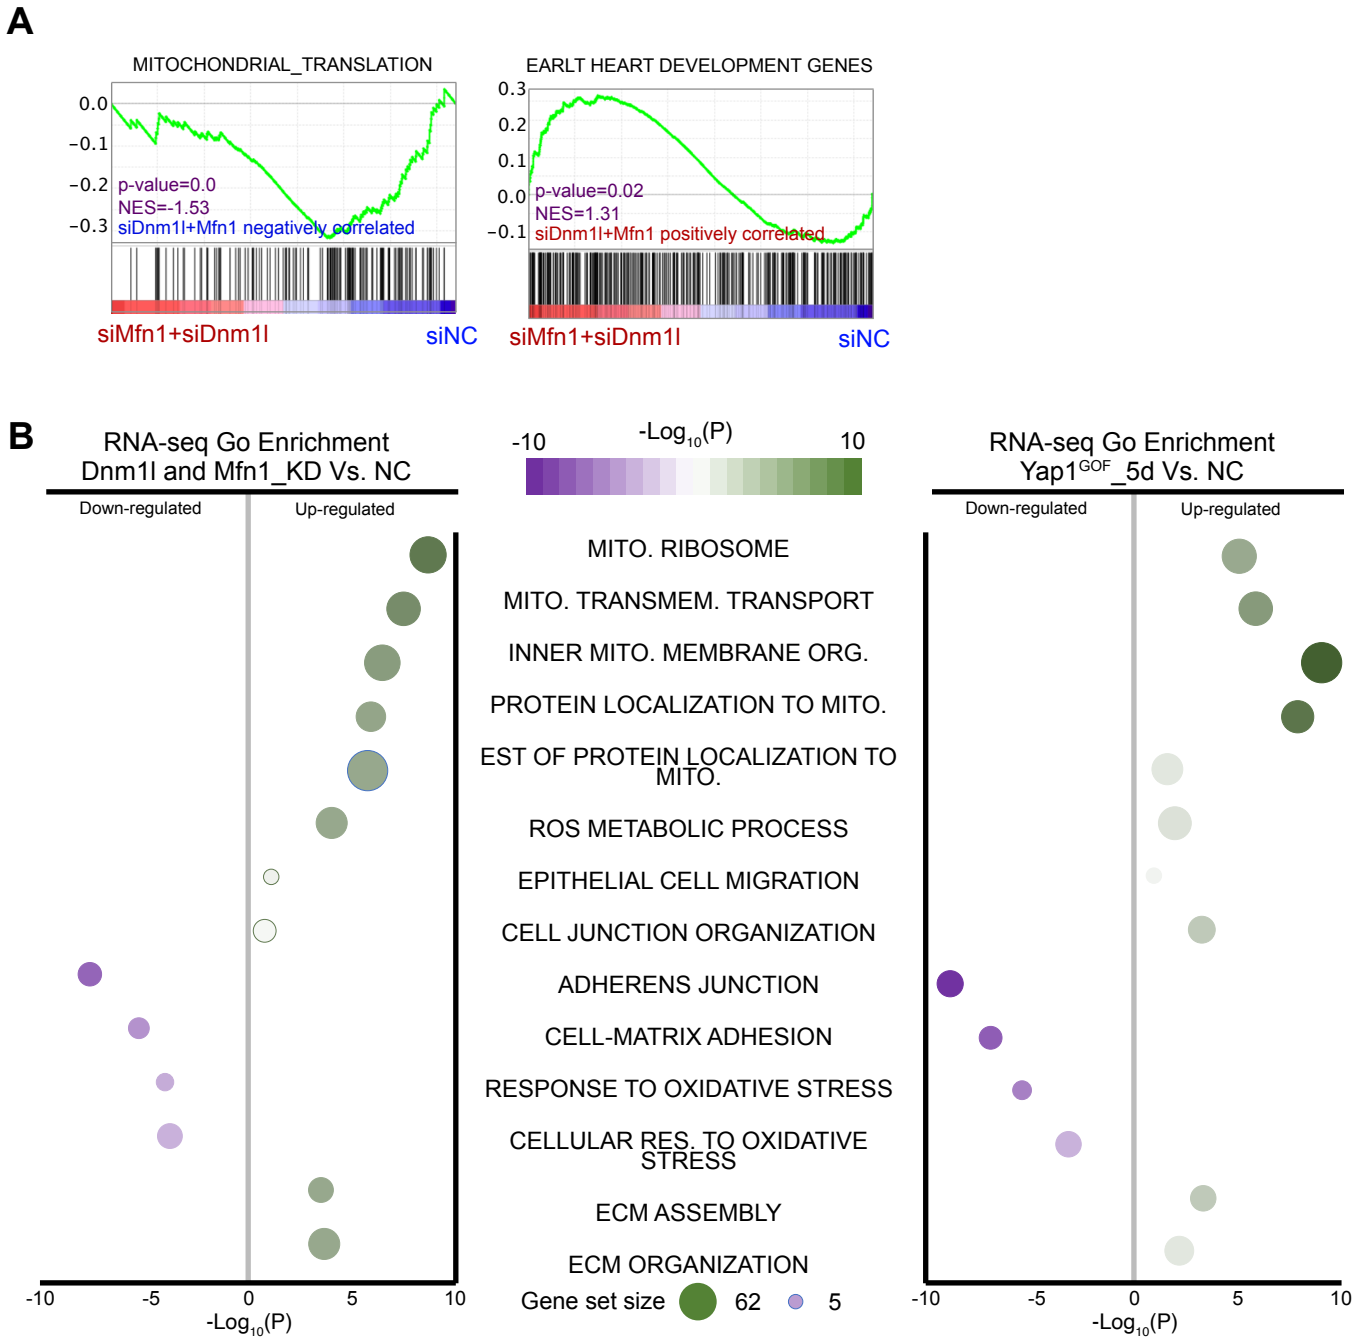 A
MITOCHONDRIAL_TRANSLATION
0.0
−0.1
−0.2
−0.3
p-value=0.0
NES=-1.53
siDnm1l+Mfn1 negatively correlated
siMfn1+siDnm1l
siNC
EARLT HEART DEVELOPMENT GENES
0.3
0.2
0.1
0.0
−0.1
p-value=0.02
NES=1.31
siDnm1l+Mfn1 positively correlated
siMfn1+siDnm1l
siNC
B
RNA-seq Go Enrichment
Dnm1l and Mfn1_KD Vs. NC
Down-regulated
Up-regulated
-10
-Log10(P)
10
RNA-seq Go Enrichment
Yap1GOF_5d Vs. NC
Down-regulated
Up-regulated
MITO. RIBOSOME
MITO. TRANSMEM. TRANSPORT
INNER MITO. MEMBRANE ORG.
PROTEIN LOCALIZATION TO MITO.
EST OF PROTEIN LOCALIZATION TO
MITO.
ROS METABOLIC PROCESS
EPITHELIAL CELL MIGRATION
CELL JUNCTION ORGANIZATION
ADHERENS JUNCTION
CELL-MATRIX ADHESION
RESPONSE TO OXIDATIVE STRESS
CELLULAR RES. TO OXIDATIVE
STRESS
ECM ASSEMBLY
ECM ORGANIZATION
Gene set size
62
5
-10
-5
0
5
10
-Log10(P)
-10
-5
0
5
10
-Log10(P)